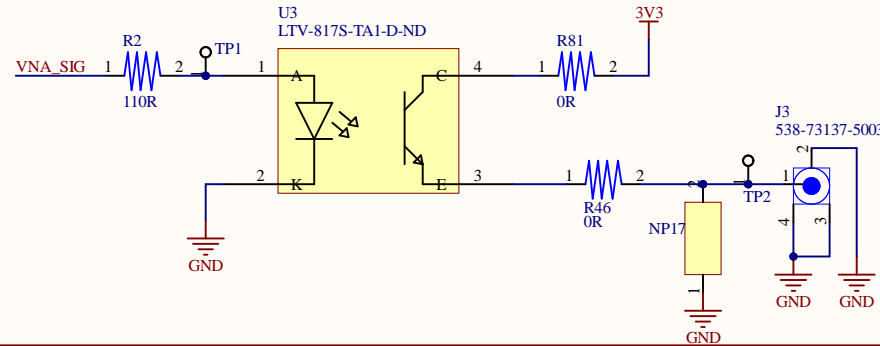 U3
LTV-817S-TA1-D-ND
3V3
R2
TP1
R81
VNA_SIG
1
2
1
1
A
C
4
1
2
110R
0R
J3
538-73137-5003
2
2
K
E
3
1
2
2
1
1
R46
0R
TP2
NP17
4
3
GND
1
GND
GND
GND